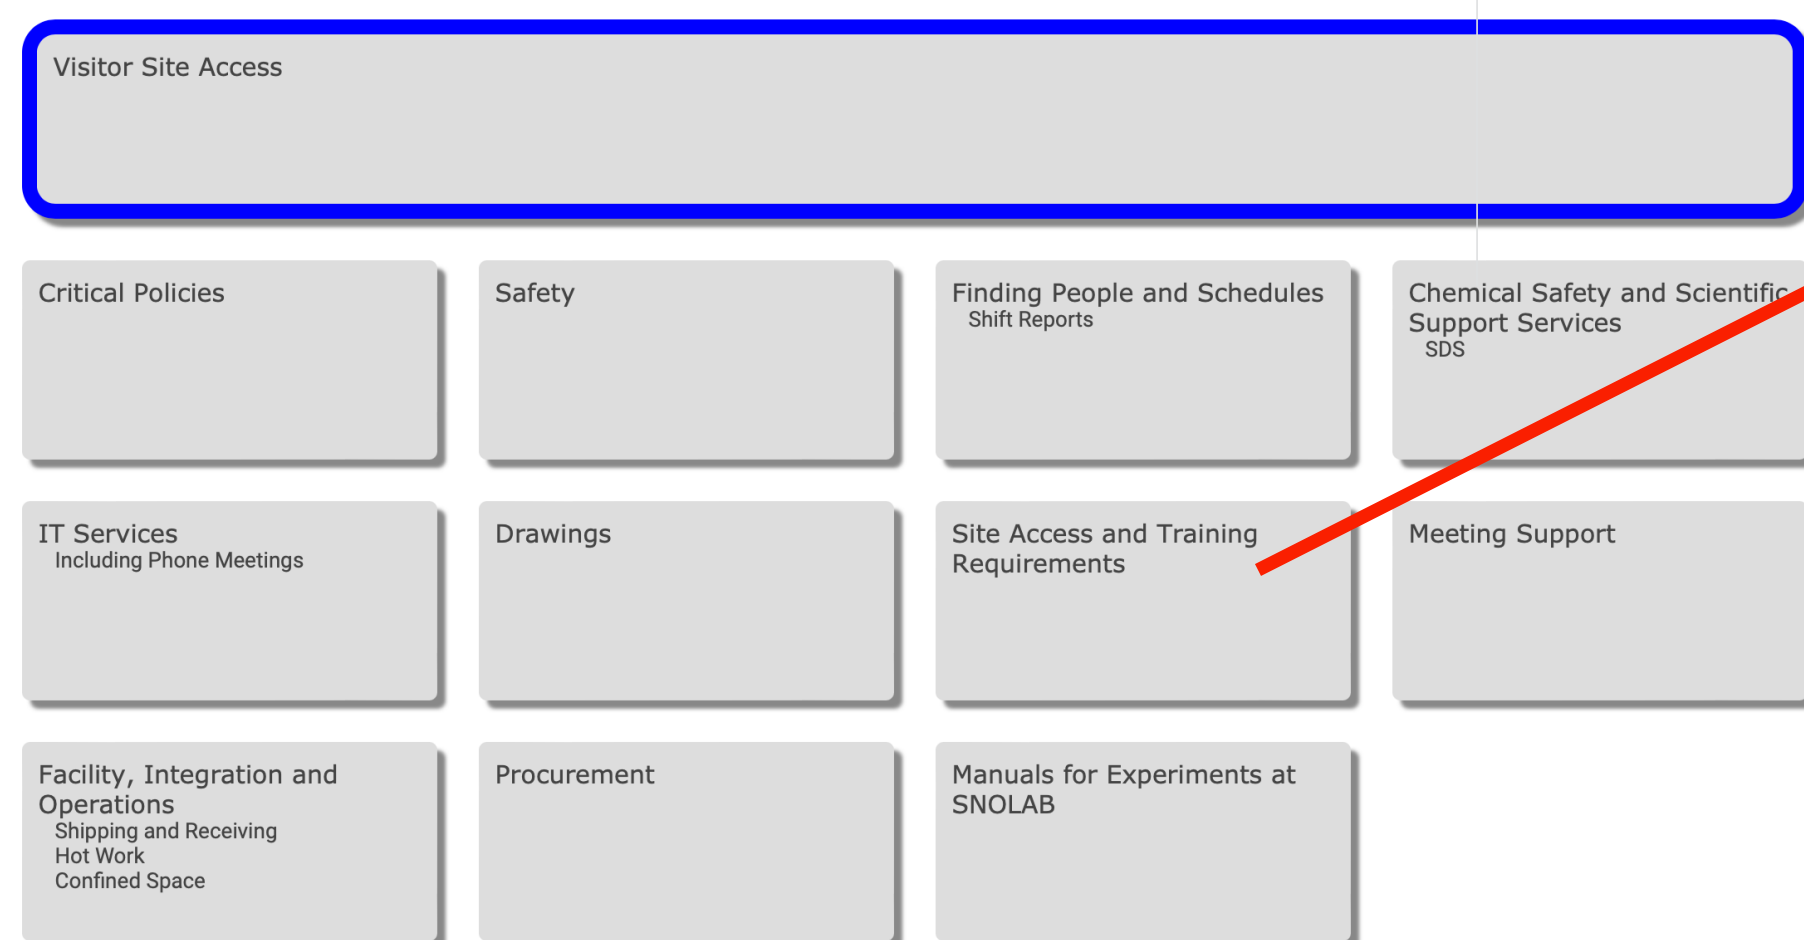 Visitor Site Access
Critical Policies
Safety
Finding People and Schedules
Shift Reports
Chemical Safety and Scientific
Support Services
SDS
IT Services
Including Phone Meetings
Drawings
Site Access and Training
Requirements
Meeting Support
Facility, Integration and
Operations
Shipping and Receiving
Hot Work
Confined Space
Procurement
Manuals for Experiments at
SNOLAB